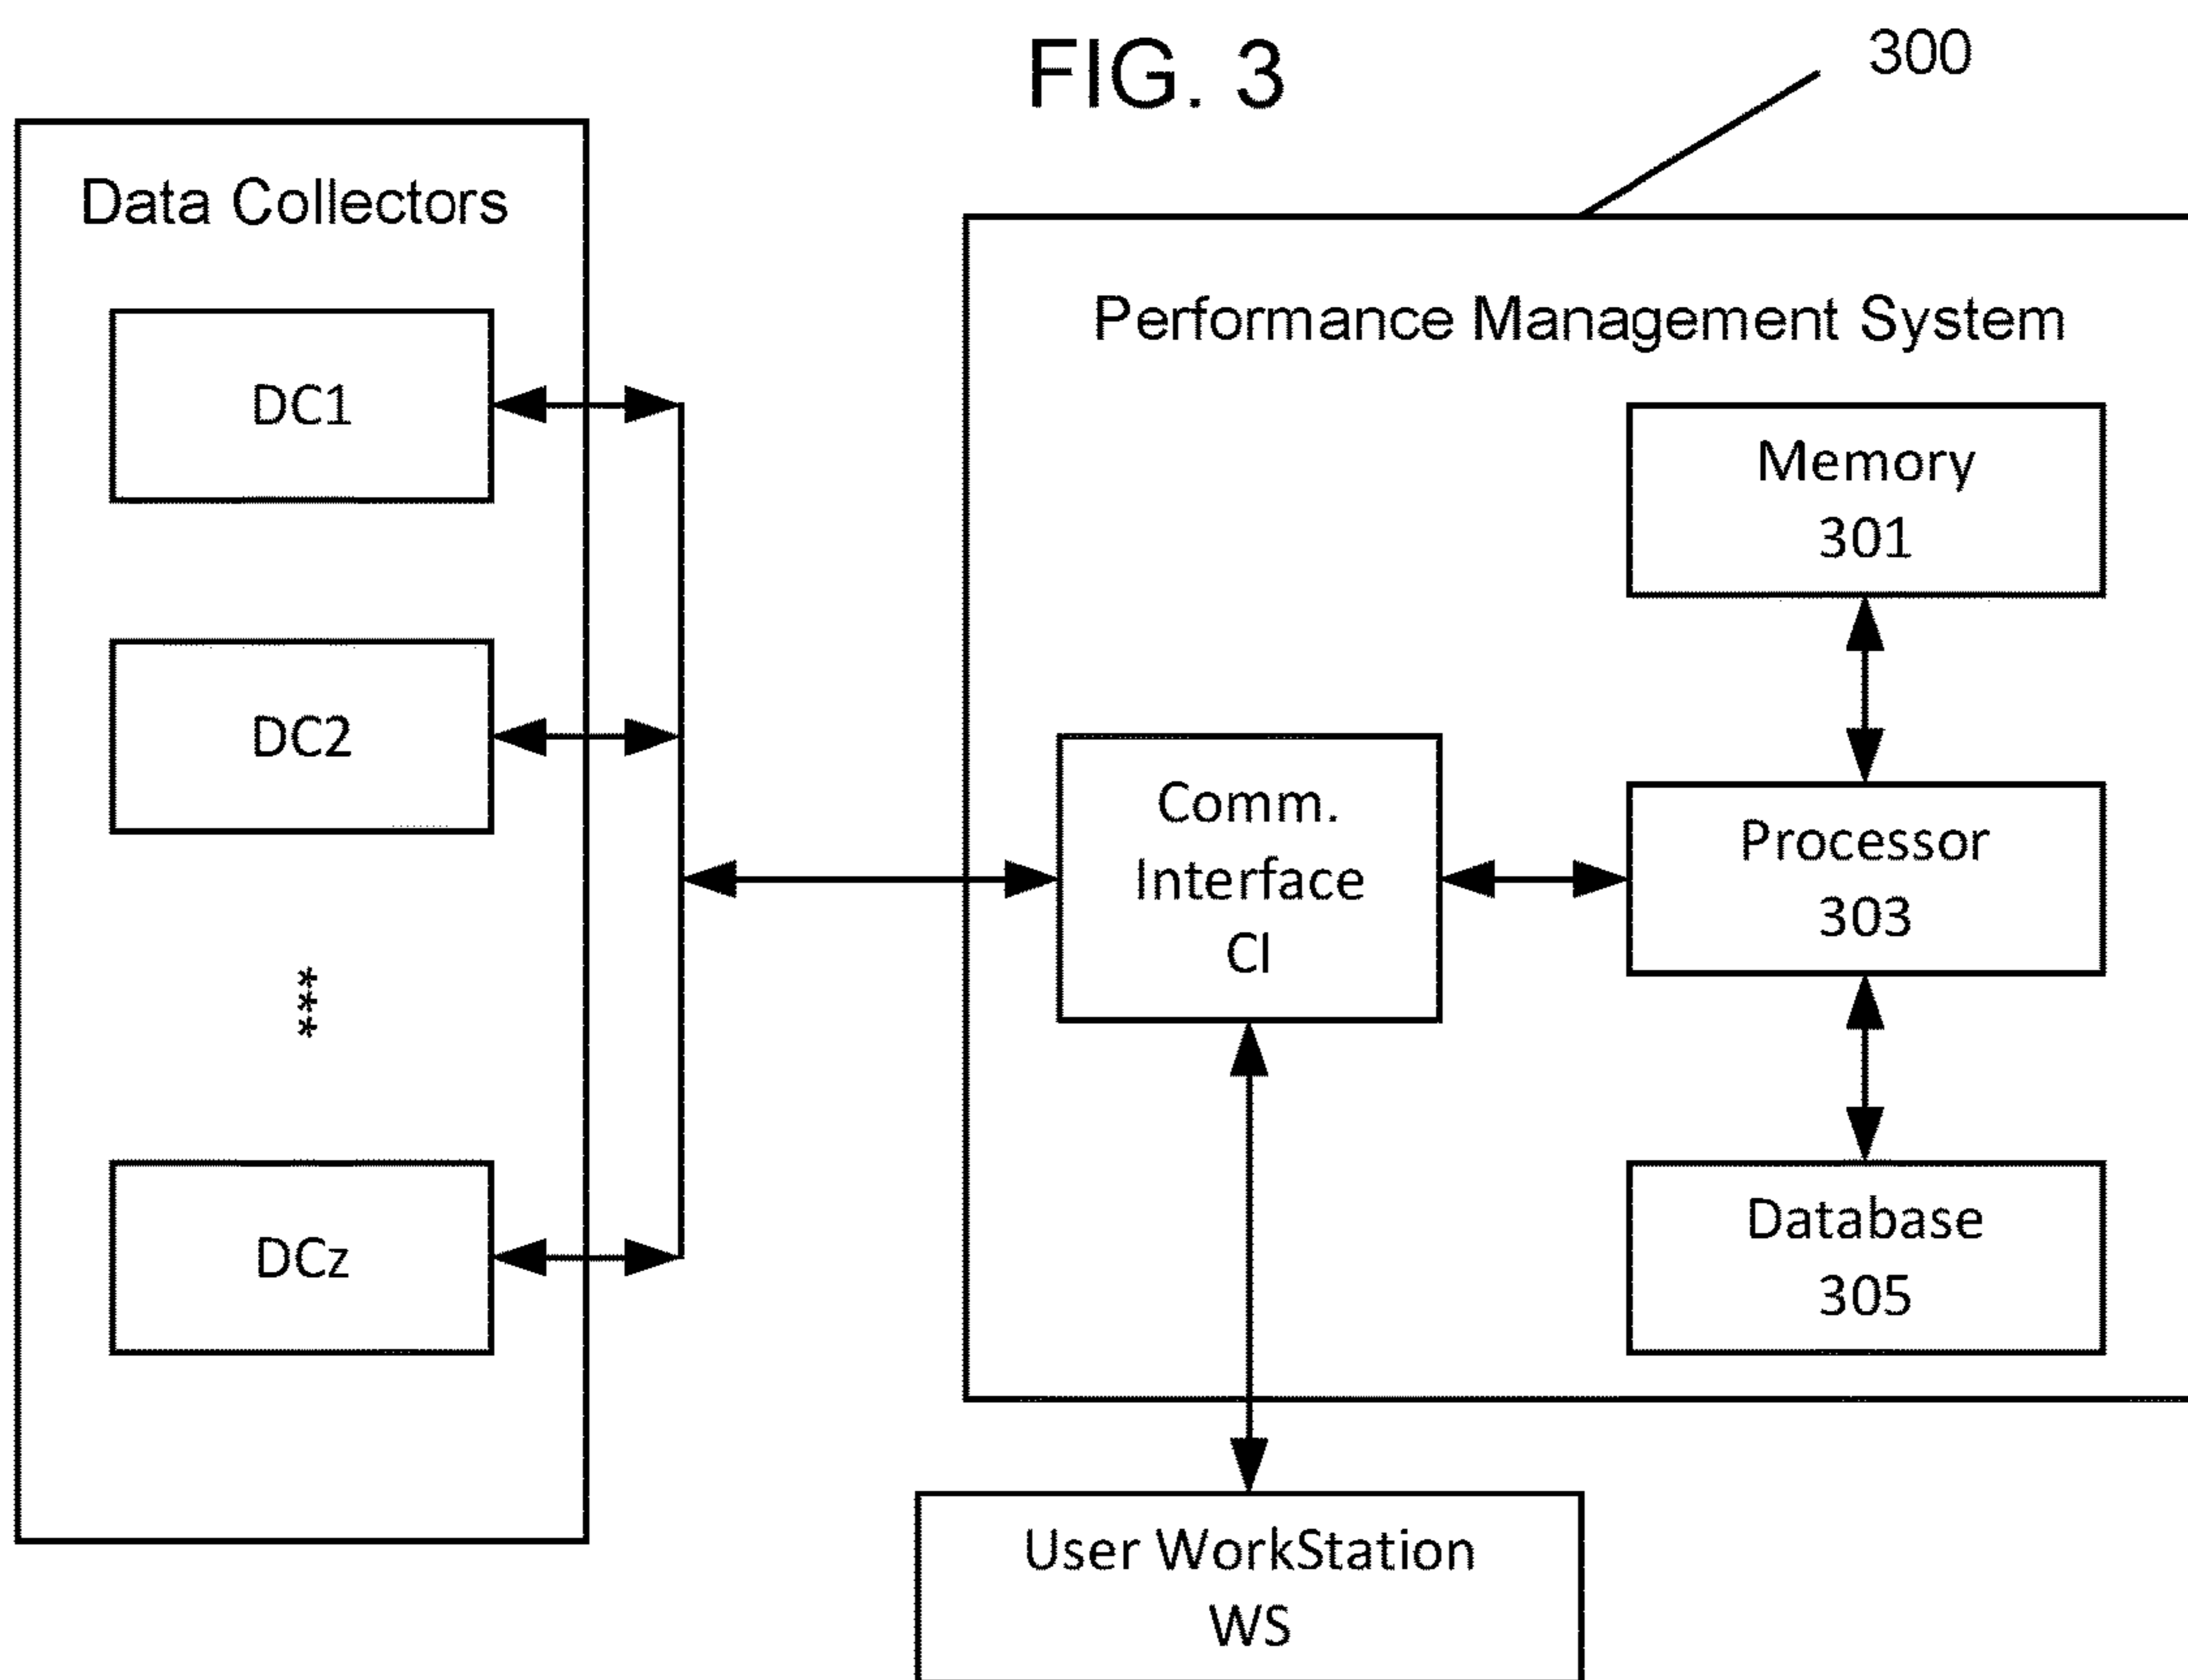 FIG. 3
300
Data Collectors
DC1
DC2
***
DCz
Performance Management System
Memory
301
Comm.
Interface
CI
Processor
303
Database
305
User WorkStation
WS